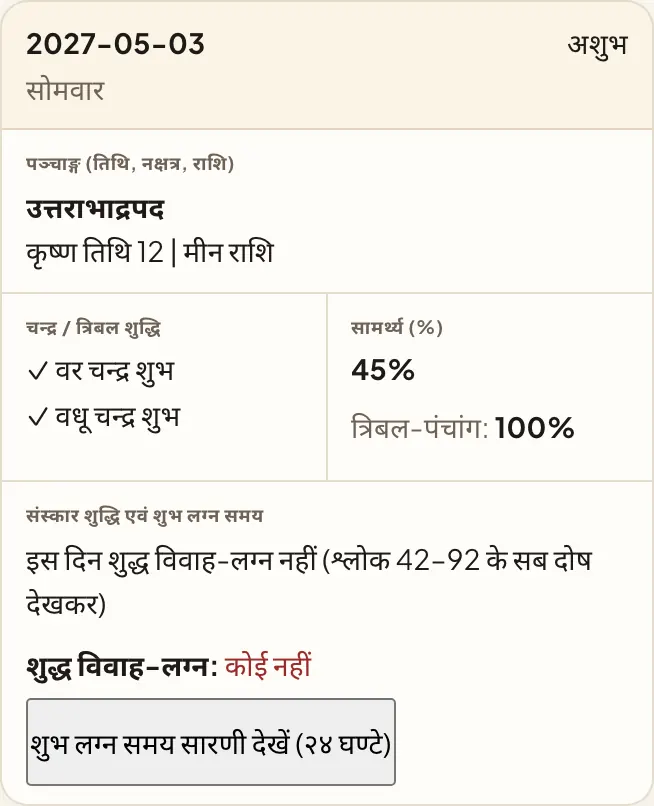 2027-05-03
अशुभ
सोमवार
पञ्चाङ्ग (तिथि, नक्षत्र, राशि)
उत्तराभाद्रपद
कृष्ण तिथि 12 | मीन राशि
चन्द्र / त्रिबल शुद्धि
✓ वर चन्द्र शुभ
✓ वधू चन्द्र शुभ
सामर्थ्य (%)
45%
त्रिबल-पंचांग: 100%
संस्कार शुद्धि एवं शुभ लग्न समय
इस दिन शुद्ध विवाह-लग्न नहीं (श्लोक 42–92 के सब दोष
देखकर)
शुद्ध विवाह-लग्न: कोई नहीं
शुभ लग्न समय सारणी देखें (२४ घण्टे)